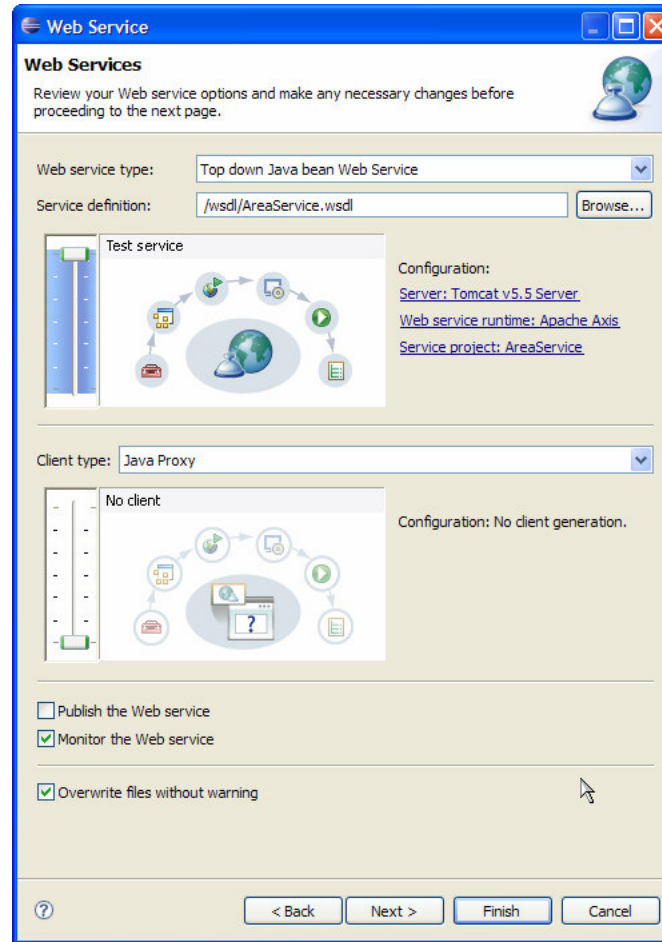 Web Service
Web Services
Review your Web service options and make any necessary changes before
proceeding to the next page.
Web service type:
Top down Java bean Web Service
Service definition:
/wsdl/AreaService.wsdl
Browse...
Test service
Configuration:
Server: Tomcat v5.5 Server
Web service runtime: Apache Axis
Service project: AreaService
Client type:
Java Proxy
No client
Configuration: No client generation.
?
Publish the Web service
Monitor the Web service
Overwrite files without warning
?
< Back
Next >
Finish
Cancel